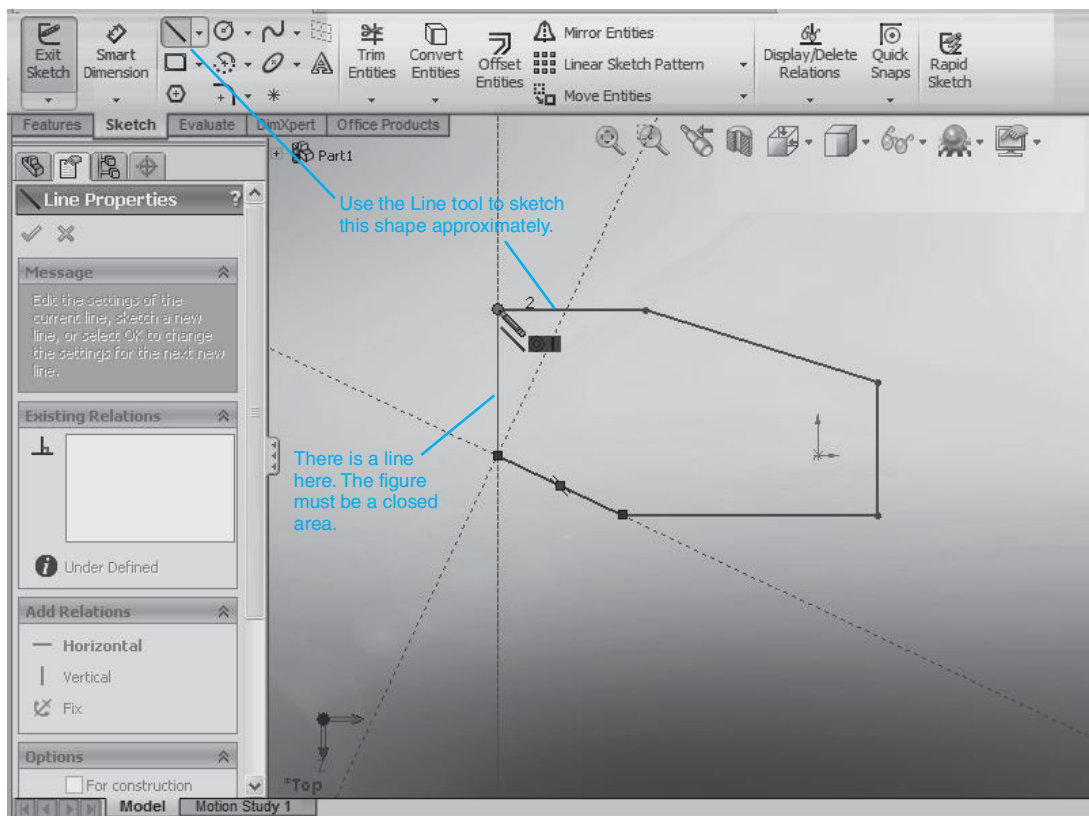 Exit
Sketch
Smart
Dimension
Trim
Entities
Convert
Entities
Offset
Entities
Mirror Entities
Linear Sketch Pattern
Move Entities
Display/Delete
Relations
Quick
Snaps
Rapid
Sketch
Features
Sketch
Evaluate
DimXpert
Office Products
Part1
Line Properties
?
Use the Line tool to sketch
this shape approximately.
Message
Edit the settings of the
current line, sketch a new
line, or select OK to change
the settings for the next new
line.
2
Existing Relations
There is a line
here. The figure
must be a closed
area.
Under Defined
Add Relations
Horizontal
Vertical
Fix
Options
For construction
*Top
Model
Motion Study 1